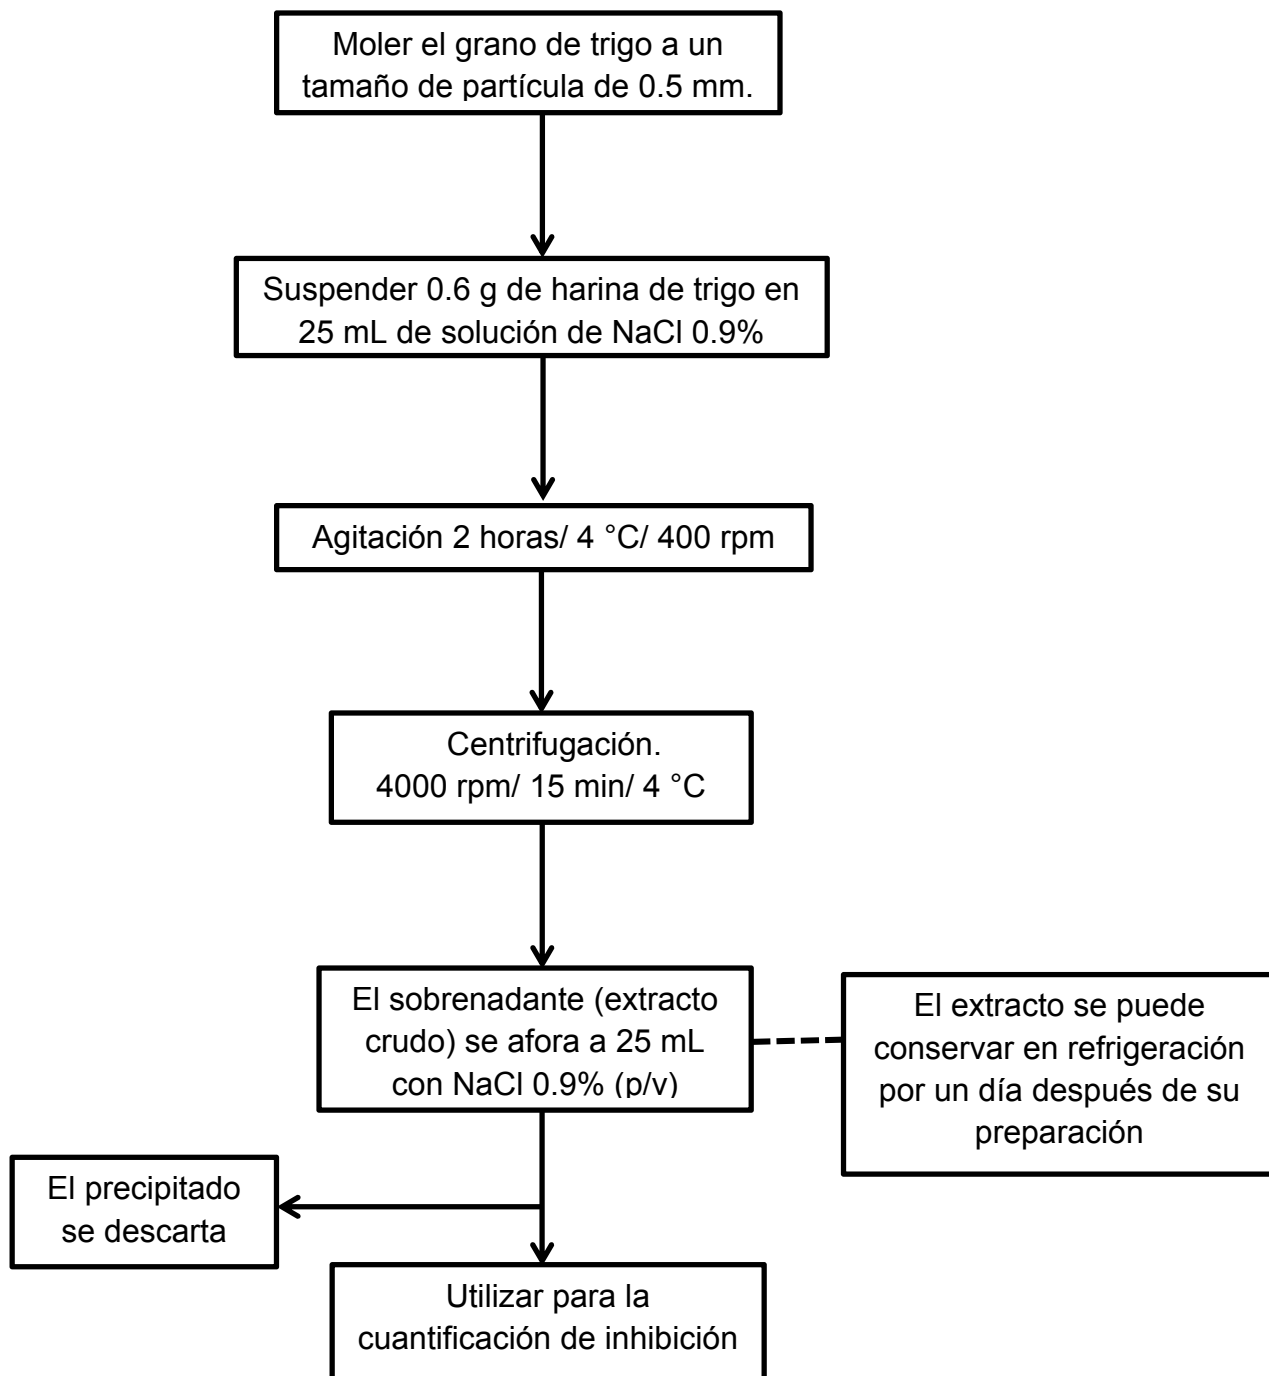 Moler el grano de trigo a un
tamaño de partícula de 0.5 mm.
Suspender 0.6 g de harina de trigo en
25 mL de solución de NaCl 0.9%
Agitación 2 horas/ 4 °C/ 400 rpm
Centrifugación.
4000 rpm/ 15 min/ 4 °C
El sobrenadante (extracto
crudo) se afora a 25 mL
con NaCl 0.9% (p/v)
El extracto se puede
conservar en refrigeración
por un día después de su
preparación
El precipitado
se descarta
Utilizar para la
cuantificación de inhibición